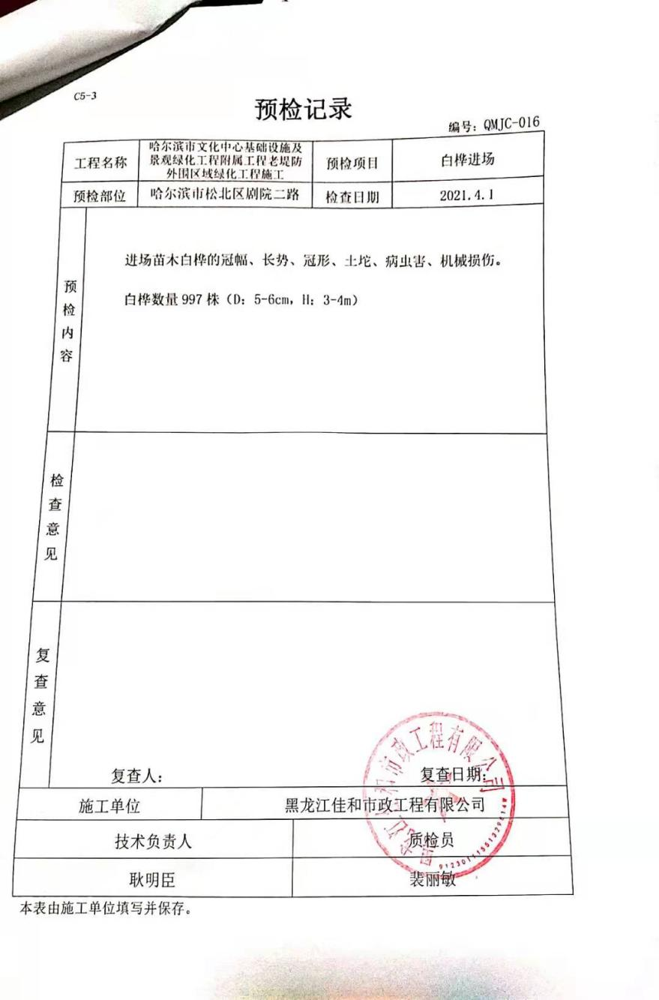 C5-3
预检记录
编号：QMJC-016
工程名称
哈尔滨市文化中心基础设施及
景观绿化工程附属工程老堤防
外围区域绿化工程施工
预检项目
白桦进场
预检部位
哈尔滨市松北区剧院二路
检查日期
2021.4.1
预检内容
进场苗木白桦的冠幅、长势、冠形、土坨、病虫害、机械损伤。
白桦数量 997 株（D：5-6cm，H：3-4m）
检查意见
复查意见
复查人：
复查日期：
施工单位
黑龙江佳和市政工程有限公司
技术负责人
质检员
耿明臣
裴丽敏
本表由施工单位填写并保存。
黑龙江佳和市政工程有限公司